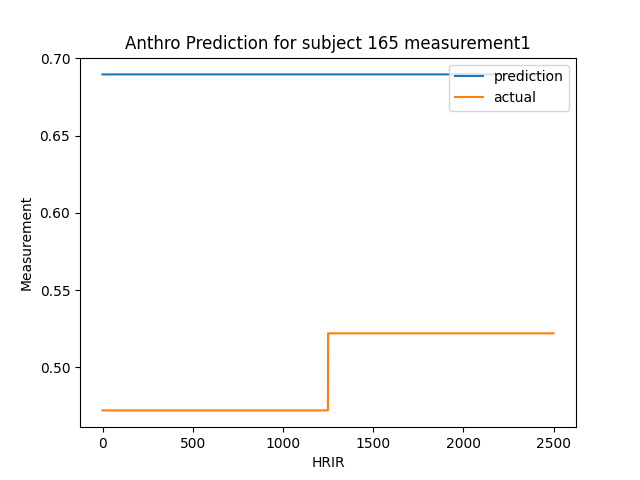 Anthro Prediction for subject 165 measurement1
0.70
0.65
0.60
0.55
0.50
Measurement
prediction
actual
0 500 1000 1500 2000 2500
HRIR